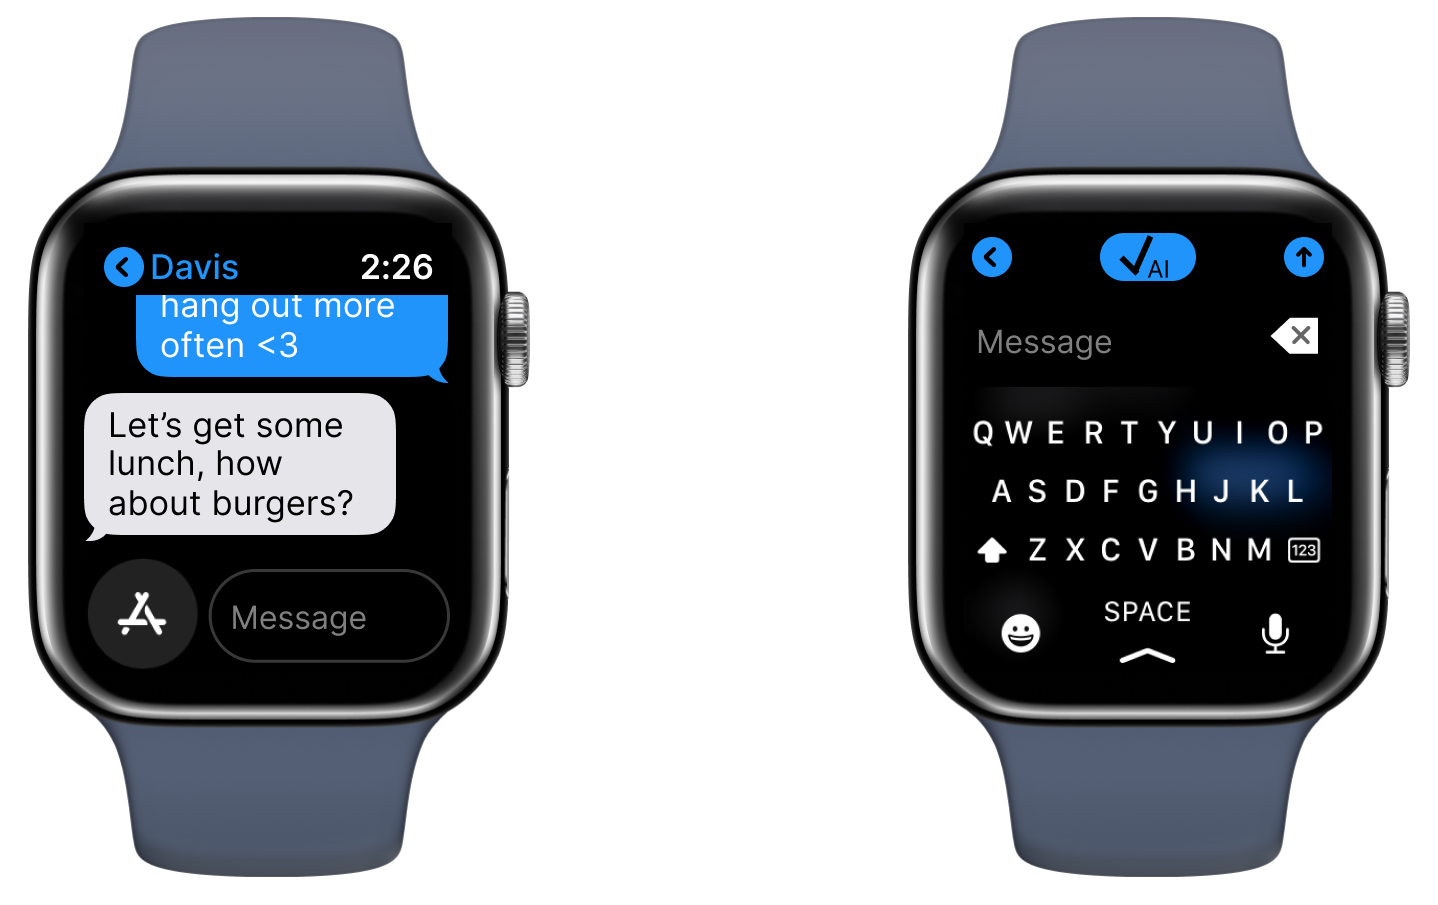 Davis 2:26
hang out more
often <3
Let's get some
lunch, how
about burgers?
Message
AI
Message
Q W E R T Y U I O P
A S D F G H J K L
Z X C V B N M 123
SPACE